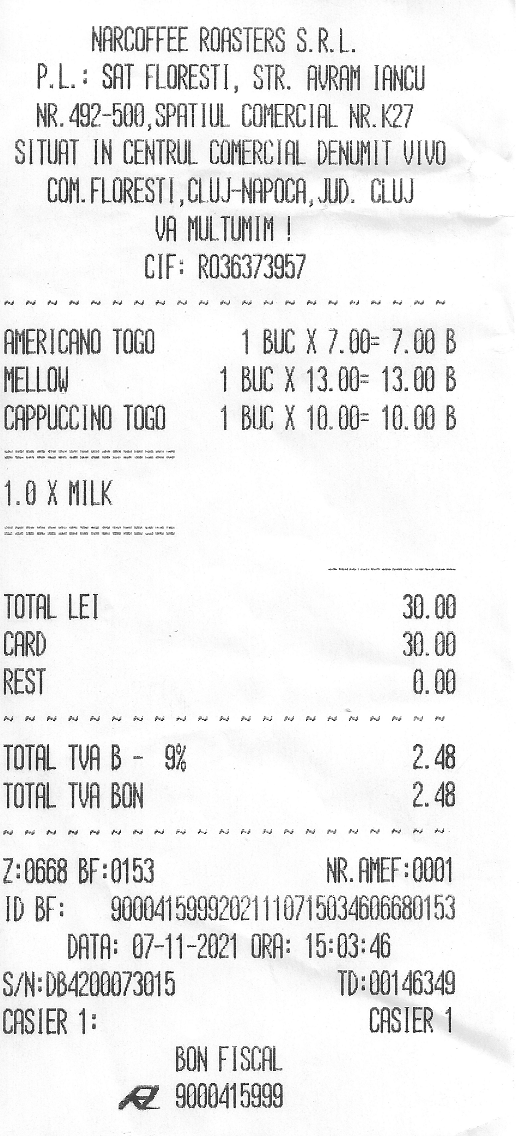 NARCOFFEE ROASTERS S.R.L.
P.L.: SAT FLORESTI, STR. AVRAM IANCU
NR.492-500,SPATIUL COMERCIAL NR.K27
SITUAT IN CENTRUL COMERCIAL DENUMIT VIVO
COM.FLORESTI,CLUJ-NAPOCA,JUD. CLUJ
VA MULTUMIM !
CIF: RO36373957
~ ~ ~ ~ ~ ~ ~ ~ ~ ~ ~ ~ ~ ~ ~ ~ ~ ~ ~ ~ ~
AMERICANO TOGO 1 BUC X 7.00= 7.00 B
MELLOW 1 BUC X 13.00= 13.00 B
CAPPUCCINO TOGO 1 BUC X 10.00= 10.00 B
================
1.0 X MILK
================
------------
TOTAL LEI 30.00
CARD 30.00
REST 0.00
~ ~ ~ ~ ~ ~ ~ ~ ~ ~ ~ ~ ~ ~ ~ ~ ~ ~ ~ ~ ~
TOTAL TVA B - 9% 2.48
TOTAL TVA BON 2.48
~ ~ ~ ~ ~ ~ ~ ~ ~ ~ ~ ~ ~ ~ ~ ~ ~ ~ ~ ~ ~
Z:0668 BF:0153 NR.AMEF:0001
ID BF: 90004159992021110715034606680153
DATA: 07-11-2021 ORA: 15:03:46
S/N:DB4200073015 TD:00146349
CASIER 1: CASIER 1
BON FISCAL
9000415999